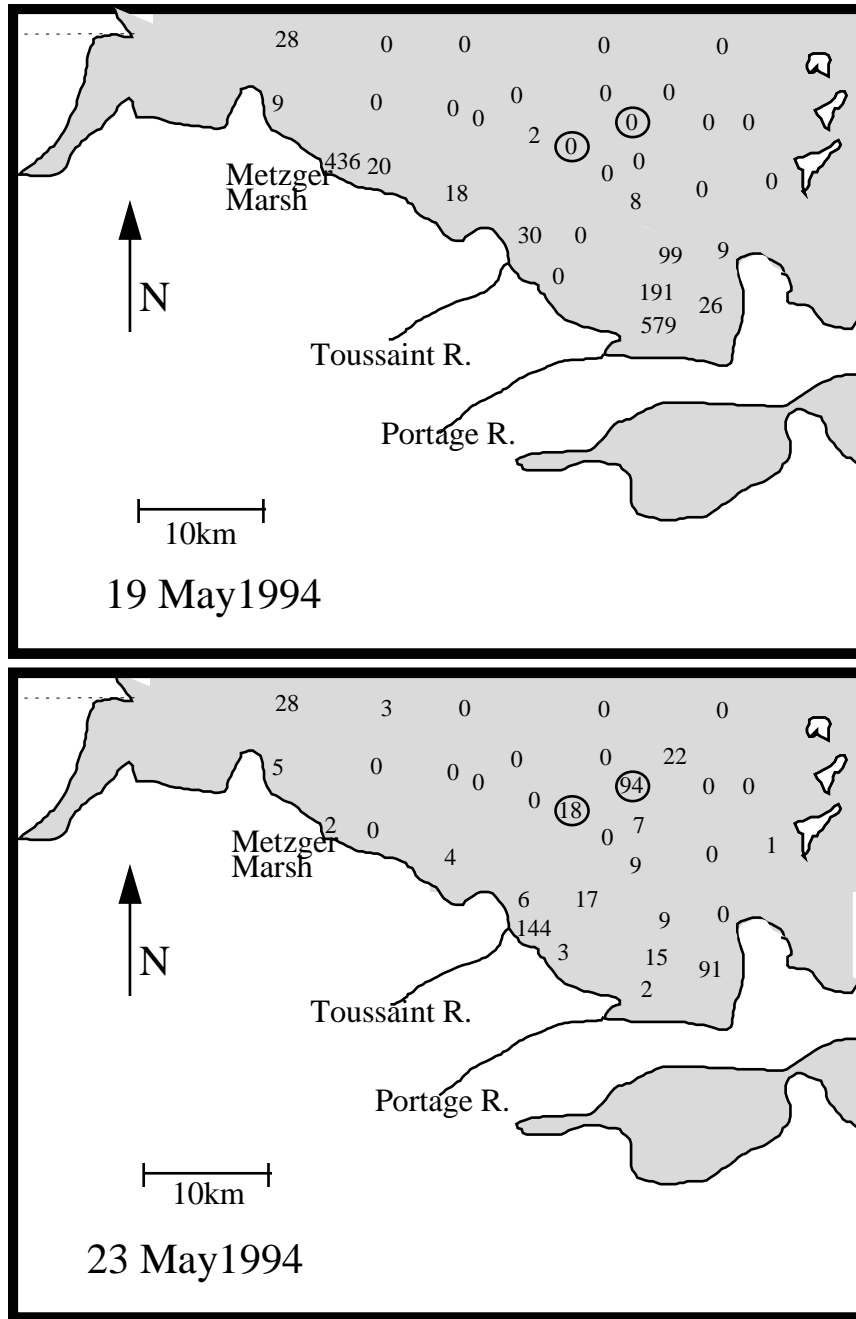 28 0 0 0 0
0 0 0
9 0 0 0 0 0 0
2 0
436 20 0 0
Metzger
Marsh
18 8 0 0
30 0 99 9
N
0 191 26
579
Toussaint R.
Portage R.
10km
19 May1994
28 3 0 0 0
0 0 22
5 0 0 0 94 0 0
0 18
2 0 0 7
Metzger
Marsh
4 9 0 1
6 17 9 0
144
N
3 15 91
2
Toussaint R.
Portage R.
10km
23 May1994